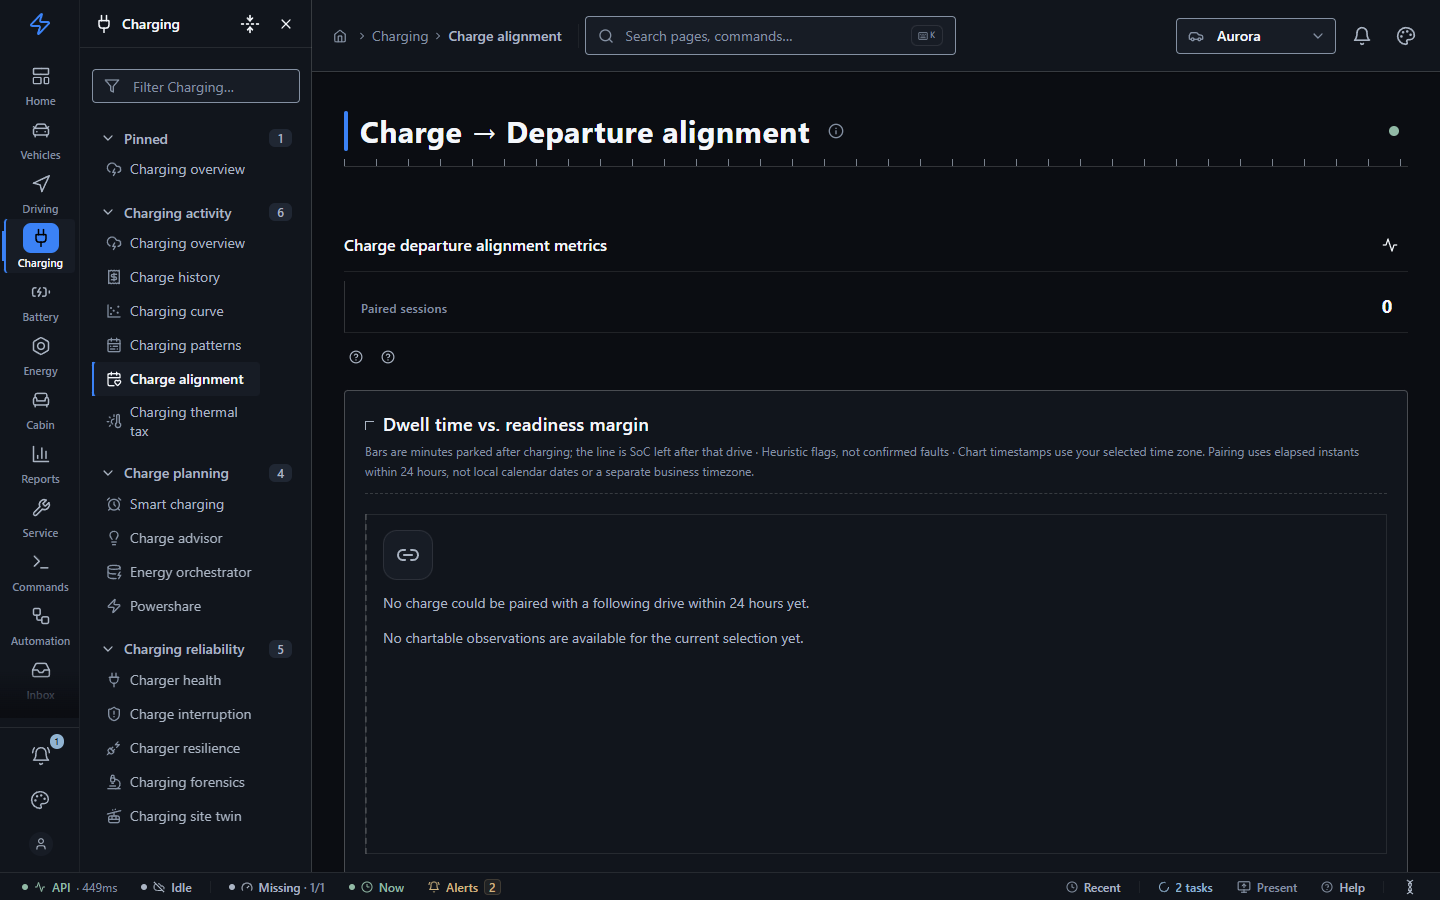 Charging
Home
Vehicles
Driving
Charging
Battery
Energy
Cabin
Reports
Service
Commands
Automation
Inbox
1
Filter Charging...
Pinned 1
Charging overview
Charging activity 6
Charging overview
Charge history
Charging curve
Charging patterns
Charge alignment
Charging thermal
tax
Charge planning 4
Smart charging
Charge advisor
Energy orchestrator
Powershare
Charging reliability 5
Charger health
Charge interruption
Charger resilience
Charging forensics
Charging site twin
Charging > Charge alignment
Search pages, commands... K
Aurora
Charge → Departure alignment
Charge departure alignment metrics
Paired sessions 0
Dwell time vs. readiness margin
Bars are minutes parked after charging; the line is SoC left after that drive · Heuristic flags, not confirmed faults · Chart timestamps use your selected time zone. Pairing uses elapsed instants
within 24 hours, not local calendar dates or a separate business timezone.
No charge could be paired with a following drive within 24 hours yet.
No chartable observations are available for the current selection yet.
API · 449ms Idle Missing · 1/1 Now Alerts 2 Recent 2 tasks Present Help